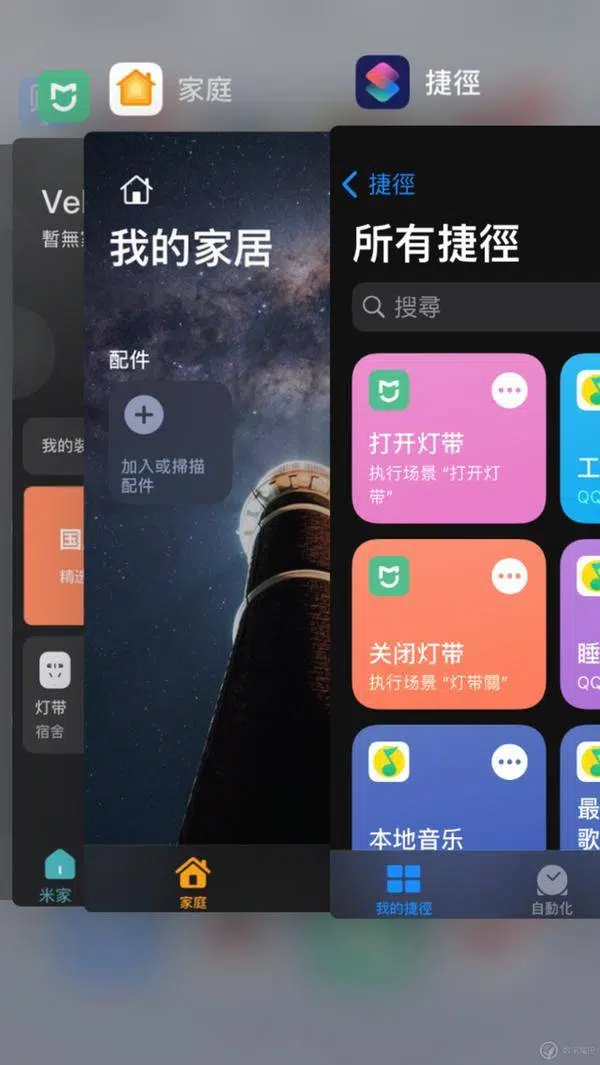 家庭
捷徑
Vel
暫無
我的裝
国
精选
灯带
宿舍
米家
我的家居
配件
加入或掃描
配件
家庭
捷徑
所有捷徑
搜尋
打开灯带
执行场景 “打开灯
带”
工
QQ
关闭灯带
执行场景 “灯带關”
睡
QQ
本地音乐
最
歌
我的捷徑
自動化